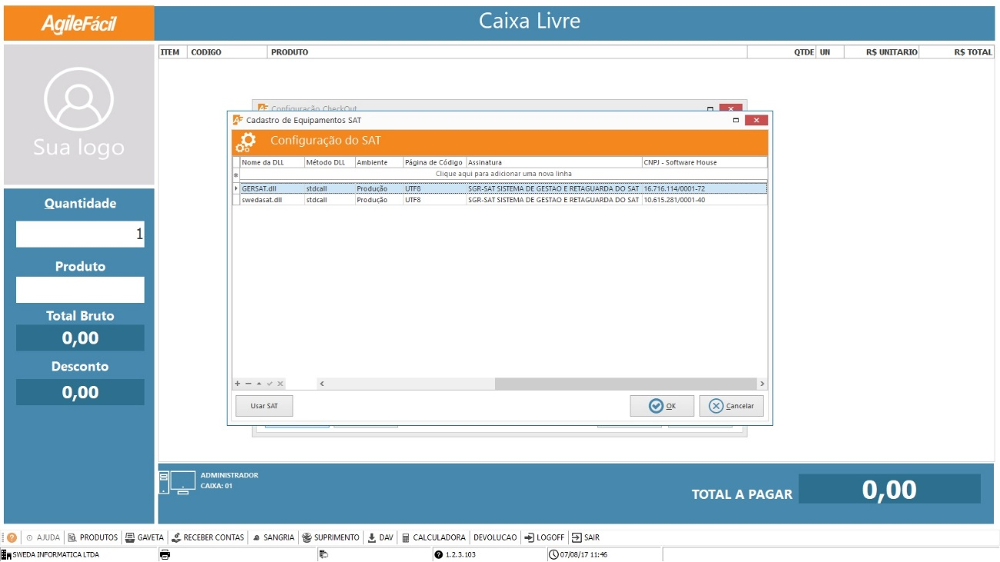 AgileFácil
Caixa Livre
Sua logo
ITEM CODIGO PRODUTO QTDE UN R$ UNITARIO R$ TOTAL
Configuração CheckOut
Cadastro de Equipamentos SAT
Configuração do SAT
Nome da DLL Método DLL Ambiente Página de Código Assinatura CNPJ - Software House
Clique aqui para adicionar uma nova linha
GERSAT.dll stdcall Produção UTF8 SGR-SAT SISTEMA DE GESTAO E RETAGUARDA DO SAT 16.716.114/0001-72
swedasat.dll stdcall Produção UTF8 SGR-SAT SISTEMA DE GESTAO E RETAGUARDA DO SAT 10.615.281/0001-40
Usar SAT OK Cancelar
Quantidade
1
Produto
Total Bruto
0,00
Desconto
0,00
ADMINISTRADOR
CAIXA: 01
TOTAL A PAGAR 0,00
AJUDA PRODUTOS GAVETA RECEBER CONTAS SANGRIA SUPRIMENTO DAV CALCULADORA DEVOLUCAO LOGOFF SAIR
SWEDA INFORMATICA LTDA 1.2.3.103 07/08/17 11:46